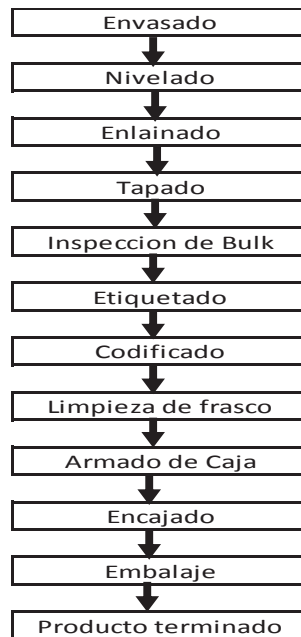 Envasado
Nivelado
Enlainado
Tapado
Inspeccion de Bulk
Etiquetado
Codificado
Limpieza de frasco
Armado de Caja
Encajado
Embalaje
Producto terminado